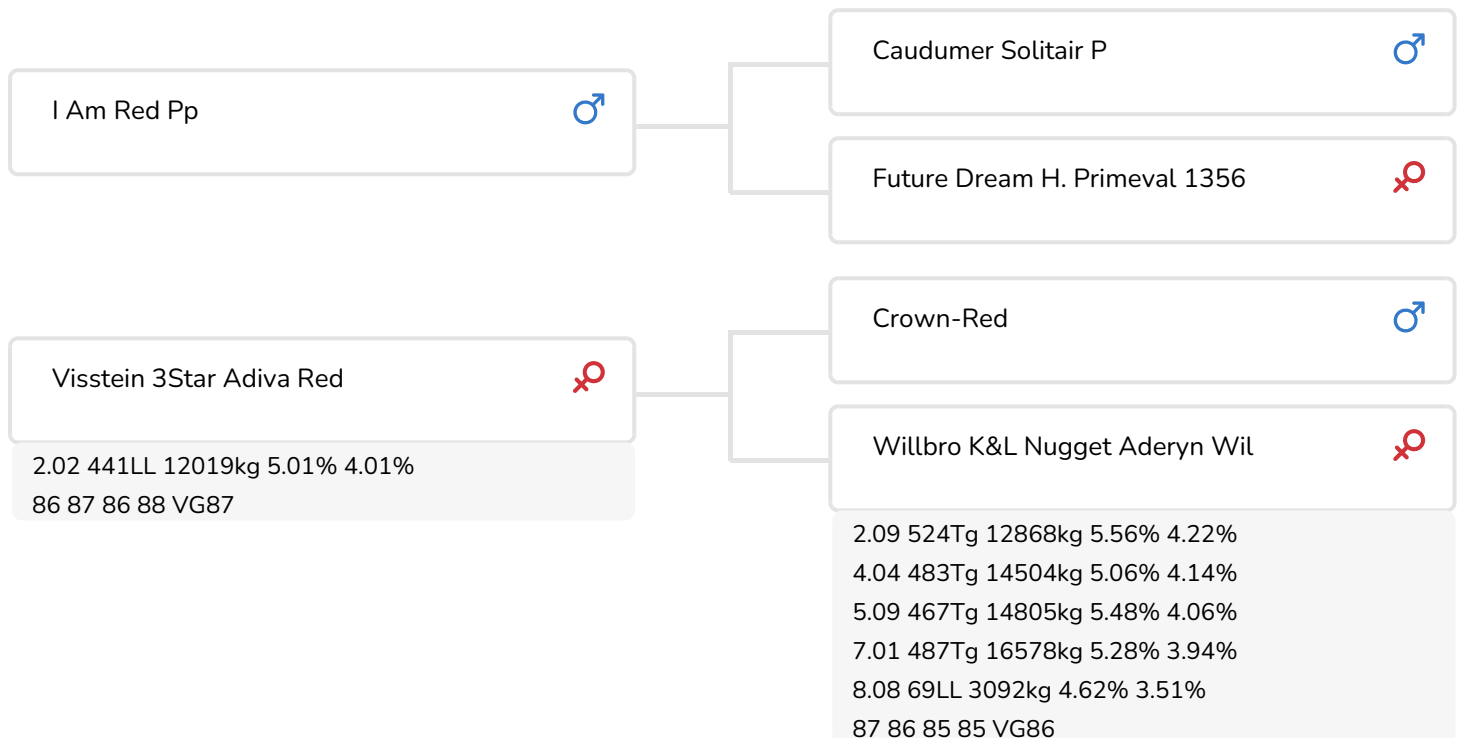 Caudumer Solitair P
I Am Red Pp
Future Dream H. Primeval 1356
Crown-Red
Visstein 3Star Adiva Red
Willbro K&L Nugget Aderyn Wil
2.02 441LL 12019kg 5.01% 4.01%
86 87 86 88 VG87
2.09 524Tg 12868kg 5.56% 4.22%
4.04 483Tg 14504kg 5.06% 4.14%
5.09 467Tg 14805kg 5.48% 4.06%
7.01 487Tg 16578kg 5.28% 3.94%
8.08 69LL 3092kg 4.62% 3.51%
87 86 85 85 VG86